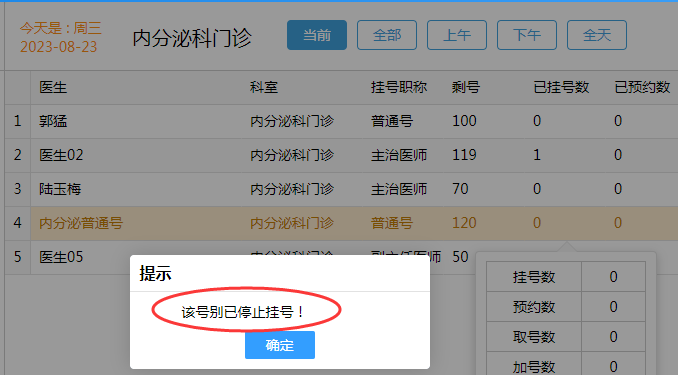 今天是 : 周三
2023-08-23
内分泌科门诊
当前 全部 上午 下午 全天
医生 科室 挂号职称 剩号 已挂号数 已预约数
1 郭猛 内分泌科门诊 普通号 100 0 0
2 医生02 内分泌科门诊 主治医师 119 1 0
3 陆玉梅 内分泌科门诊 主治医师 70 0 0
4 内分泌普通号 内分泌科门诊 普通号 120 0 0
5 医生05 副主任医师 50
提示
该号别已停止挂号！
确定
挂号数 0
预约数 0
取号数 0
加号数 0